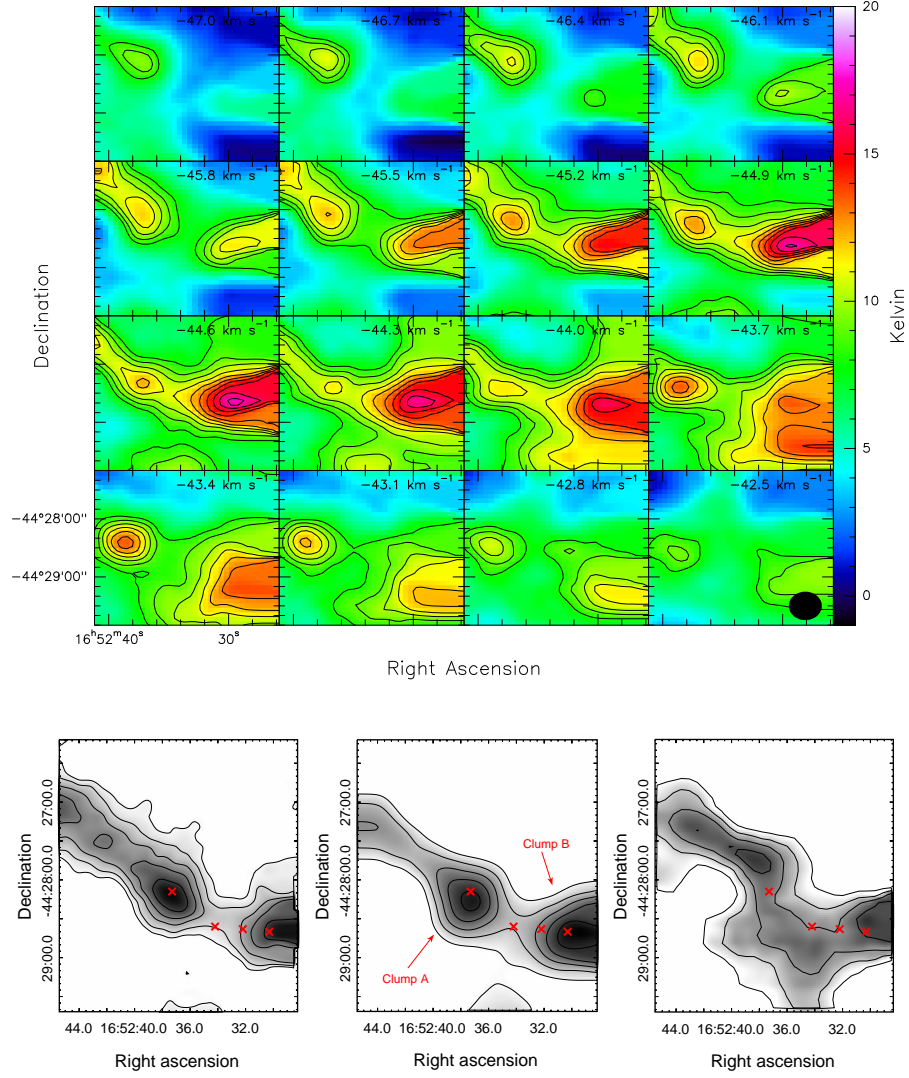 −47.0 km s⁻¹ −46.7 km s⁻¹ −46.4 km s⁻¹ −46.1 km s⁻¹
−45.8 km s⁻¹ −45.5 km s⁻¹ −45.2 km s⁻¹ −44.9 km s⁻¹
−44.6 km s⁻¹ −44.3 km s⁻¹ −44.0 km s⁻¹ −43.7 km s⁻¹
−43.4 km s⁻¹ −43.1 km s⁻¹ −42.8 km s⁻¹ −42.5 km s⁻¹
20
15
10
5
0
Kelvin
Declination
−44°28'00''
−44°29'00''
16ʰ52ᵐ40ˢ 30ˢ
Right Ascension
Declination
27:00.0
-44:28:00.0
29:00.0
44.0 16:52:40.0 36.0 32.0
Right ascension
Declination
27:00.0
-44:28:00.0
29:00.0
Clump B
Clump A
44.0 16:52:40.0 36.0 32.0
Right ascension
Declination
27:00.0
-44:28:00.0
29:00.0
44.0 16:52:40.0 36.0 32.0
Right ascension